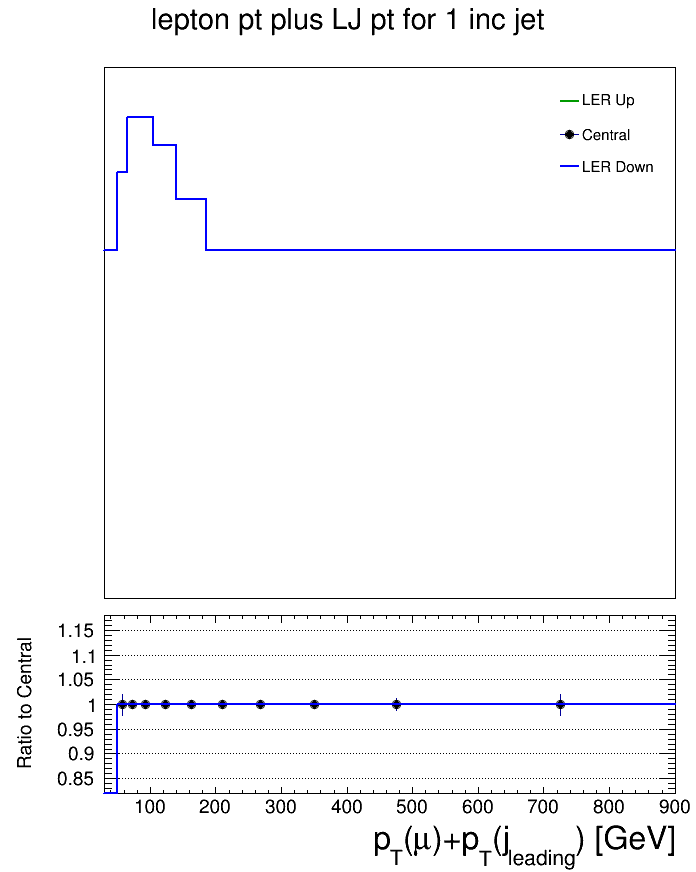 lepton pt plus LJ pt for 1 inc jet
LER Up
Central
LER Down
Ratio to Central
1.15
1.1
1.05
1
0.95
0.9
0.85
100 200 300 400 500 600 700 800 900
p_T(μ)+p_T(j_leading) [GeV]